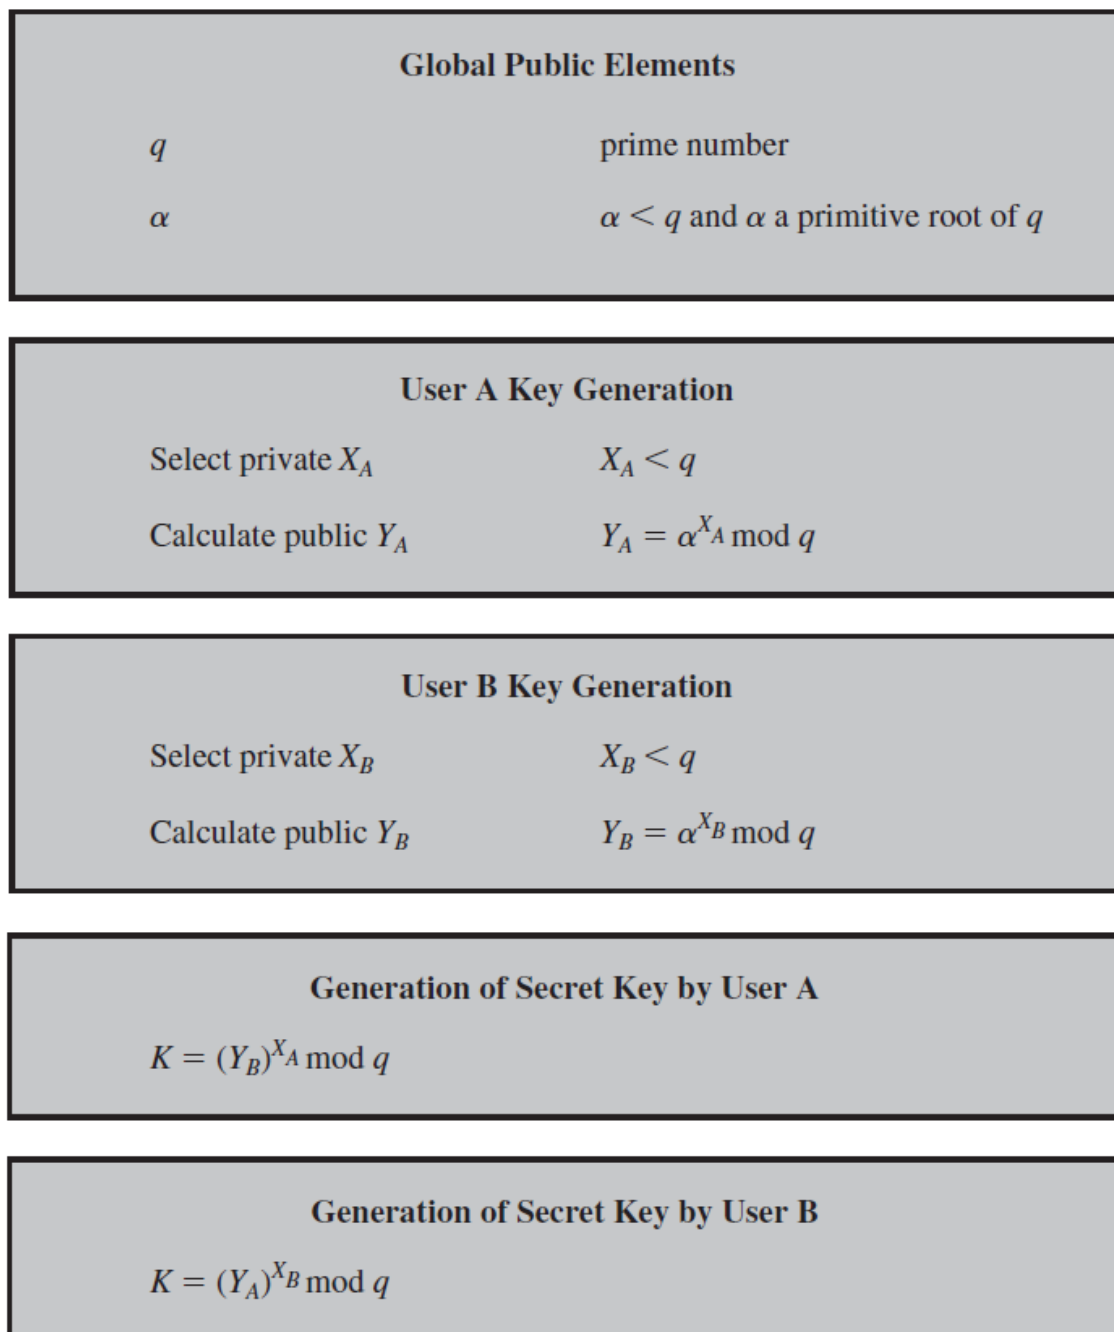 Global Public Elements
q prime number
α α < q and α a primitive root of q
User A Key Generation
Select private X_A X_A < q
Calculate public Y_A Y_A = α^{X_A} mod q
User B Key Generation
Select private X_B X_B < q
Calculate public Y_B Y_B = α^{X_B} mod q
Generation of Secret Key by User A
K = (Y_B)^{X_A} mod q
Generation of Secret Key by User B
K = (Y_A)^{X_B} mod q